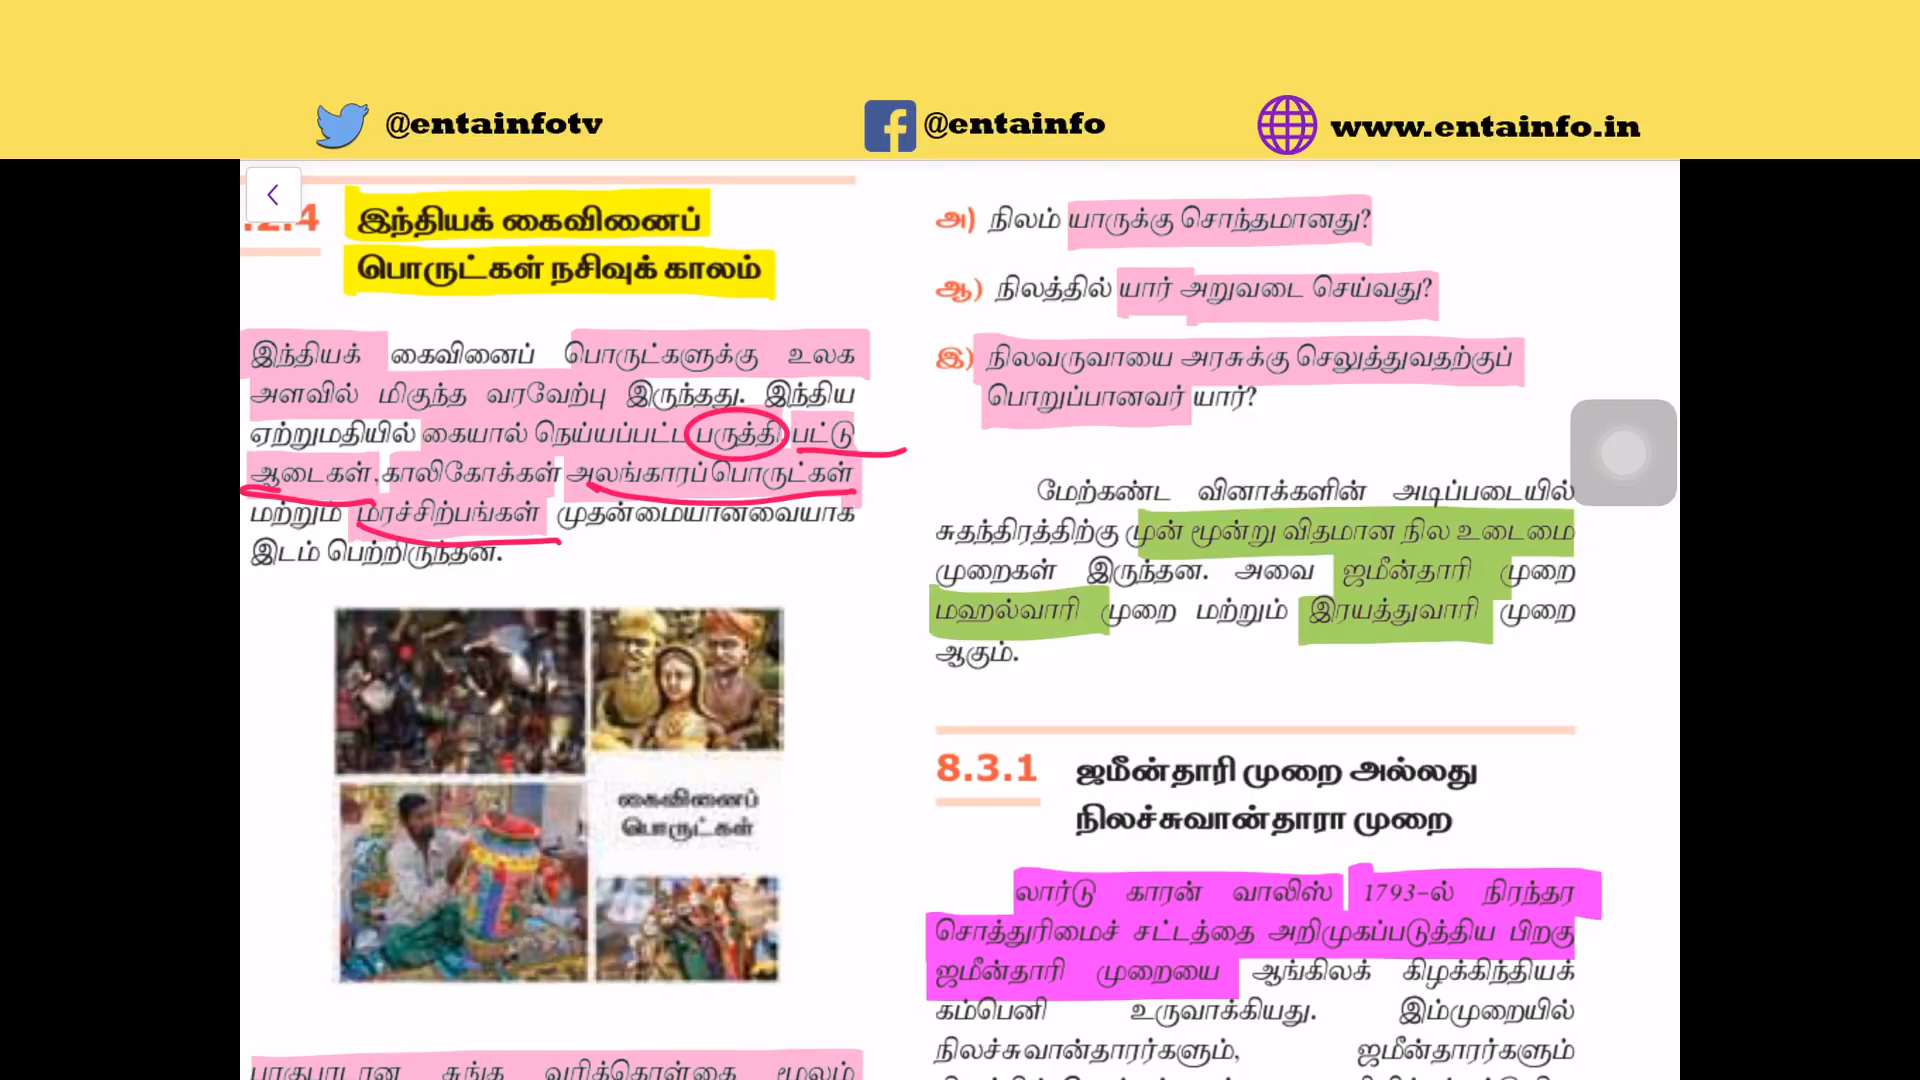 @entainfotv
@entainfo
www.entainfo.in
இந்தியக் கைவினைப்
பொருட்கள் நசிவுக் காலம்
இந்தியக் கைவினைப் பொருட்களுக்கு உலக
அளவில் மிகுந்த வரவேற்பு இருந்தது. இந்திய
ஏற்றுமதியில் கையால் நெய்யப்பட்ட பருத்தி பட்டு
ஆடைகள், காலிகோக்கள் அலங்காரப்பொருட்கள்
மற்றும் மரச்சிற்பங்கள் முதன்மையானவையாக
இடம் பெற்றிருந்தன.
கைவினைப்
பொருட்கள்
பாகுபாடான சுங்க வரிக்கொள்கை மூலம்
அ) நிலம் யாருக்கு சொந்தமானது?
ஆ) நிலத்தில் யார் அறுவடை செய்வது?
இ) நிலவருவாயை அரசுக்கு செலுத்துவதற்குப்
பொறுப்பானவர் யார்?
மேற்கண்ட வினாக்களின் அடிப்படையில்
சுதந்திரத்திற்கு முன் மூன்று விதமான நில உடைமை
முறைகள் இருந்தன. அவை ஜமீன்தாரி முறை
மஹல்வாரி முறை மற்றும் இரயத்துவாரி முறை
ஆகும்.
8.3.1 ஜமீன்தாரி முறை அல்லது
நிலச்சுவான்தாரா முறை
லார்டு காரன் வாலிஸ் 1793-ல் நிரந்தர
சொத்துரிமைச் சட்டத்தை அறிமுகப்படுத்திய பிறகு
ஜமீன்தாரி முறையை ஆங்கிலக் கிழக்கிந்தியக்
கம்பெனி உருவாக்கியது. இம்முறையில்
நிலச்சுவான்தாரர்களும், ஜமீன்தாரர்களும்